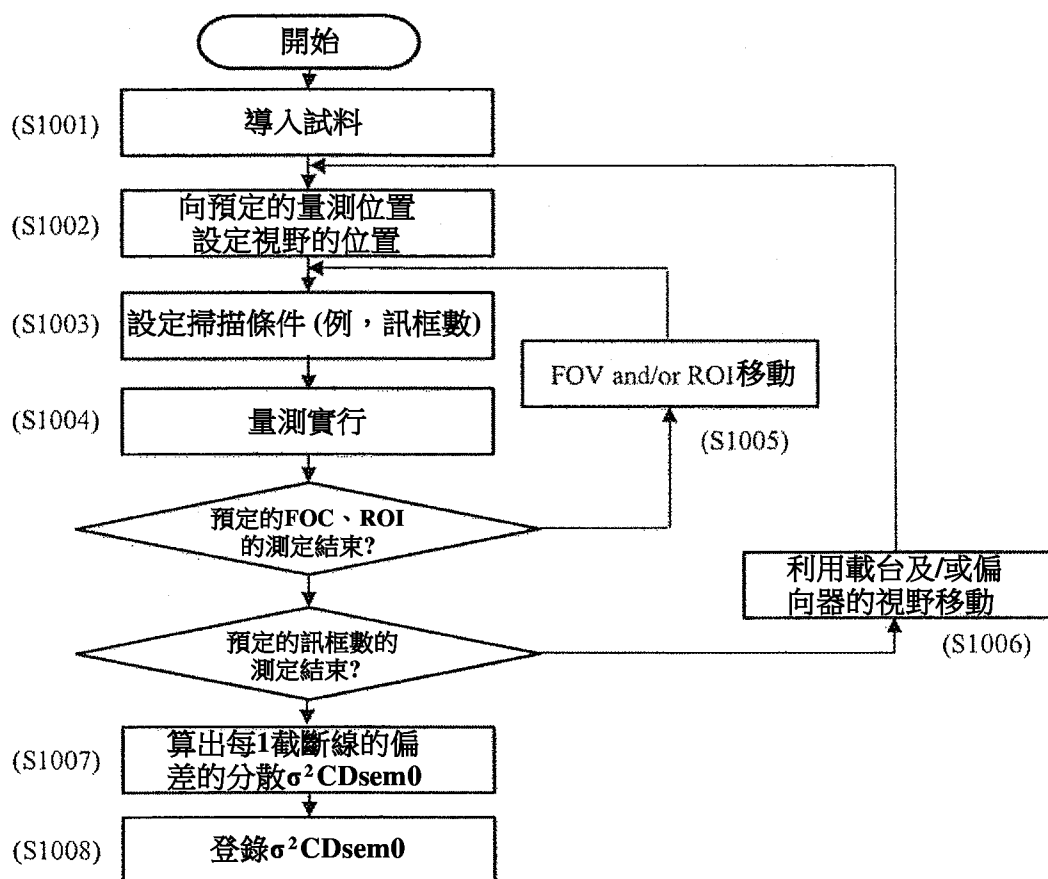 開始
(S1001)
導入試料
(S1002)
向預定的量測位置
設定視野的位置
(S1003)
設定掃描條件 (例，訊框數)
FOV and/or ROI移動
(S1005)
(S1004)
量測實行
預定的FOC、ROI
的測定結束?
利用載台及/或偏
向器的視野移動
(S1006)
預定的訊框數的
測定結束?
(S1007)
算出每1截斷線的偏
差的分散σ²CDsem0
(S1008)
登錄σ²CDsem0